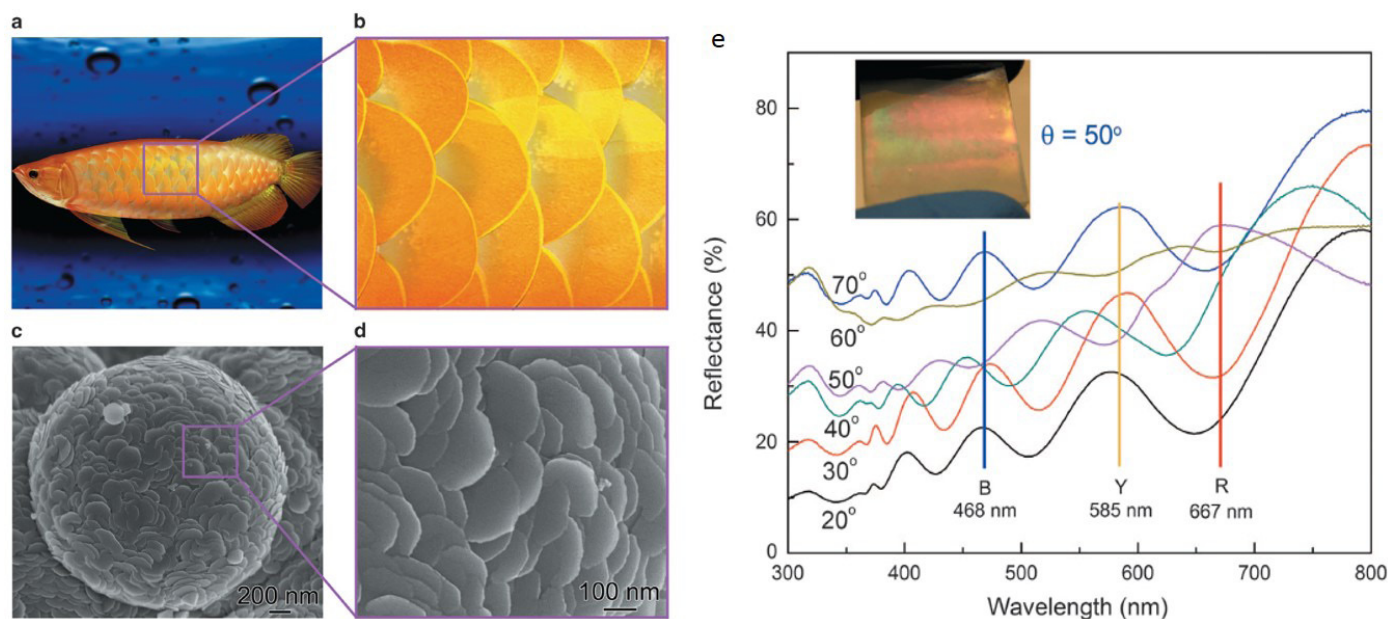 a
b
c
200 nm
d
100 nm
e
Reflectance (%)
80
60
40
20
0
θ = 50°
70°
60°
50°
40°
30°
20°
B
468 nm
Y
585 nm
R
667 nm
300
400
500
600
700
800
Wavelength (nm)